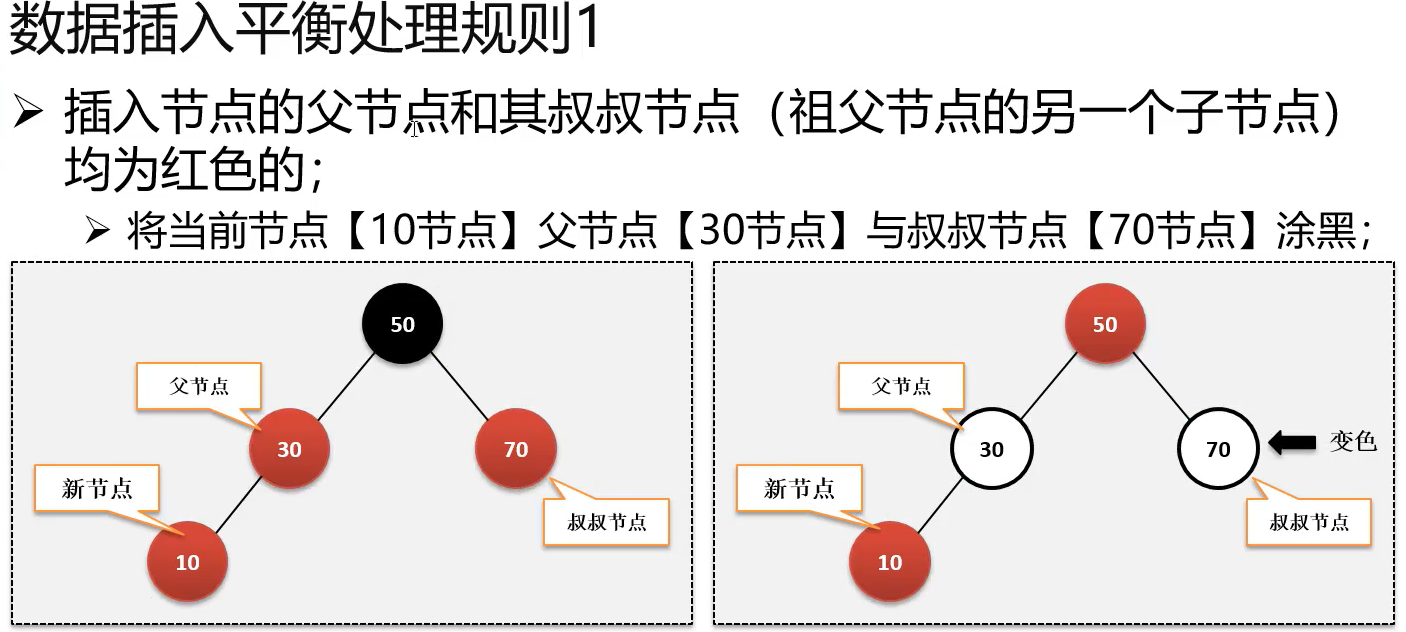 数据插入平衡处理规则1
插入节点的父节点和其叔叔节点（祖父节点的另一个子节点）
均为红色的；
将当前节点【10节点】父节点【30节点】与叔叔节点【70节点】涂黑；
50
父节点
30
70
新节点
叔叔节点
10
50
父节点
30
70
变色
新节点
叔叔节点
10